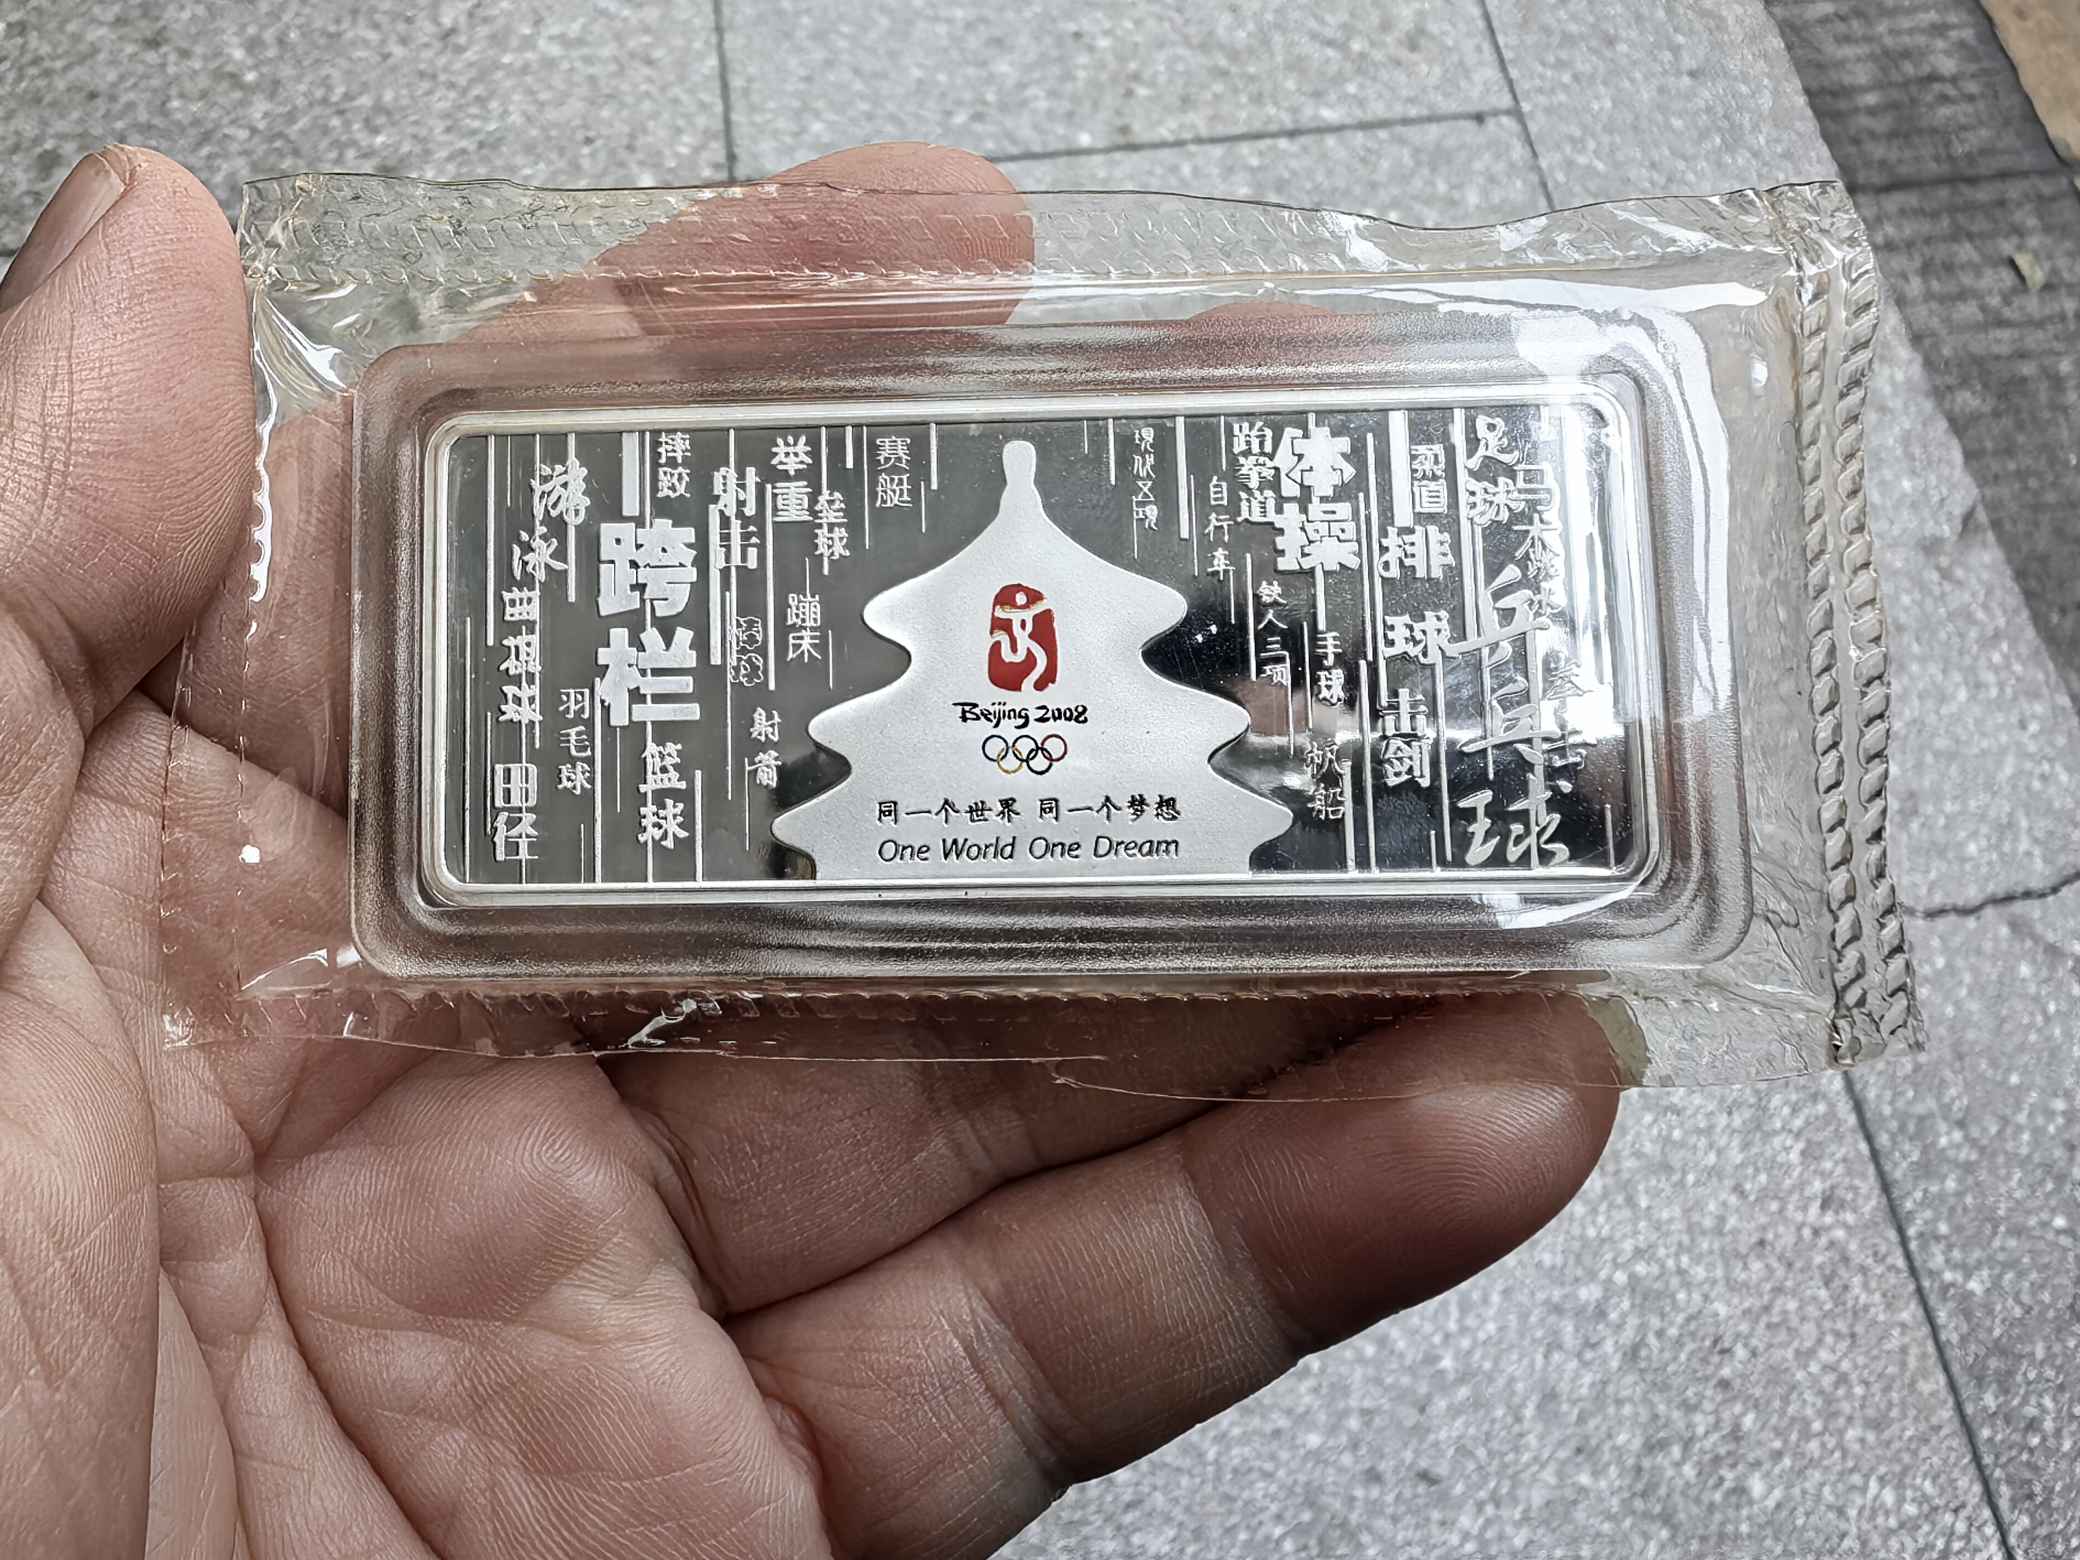 游泳
曲棍球
田径
羽毛球
跨栏
摔跤
篮球
射击
举重
垒球
蹦床
射箭
赛艇
Beijing 2008
同一个世界 同一个梦想
One World One Dream
自行车
跆拳道
铁人三项
体操
手球
帆船
柔道
排球
击剑
足球
马术
乒乓球